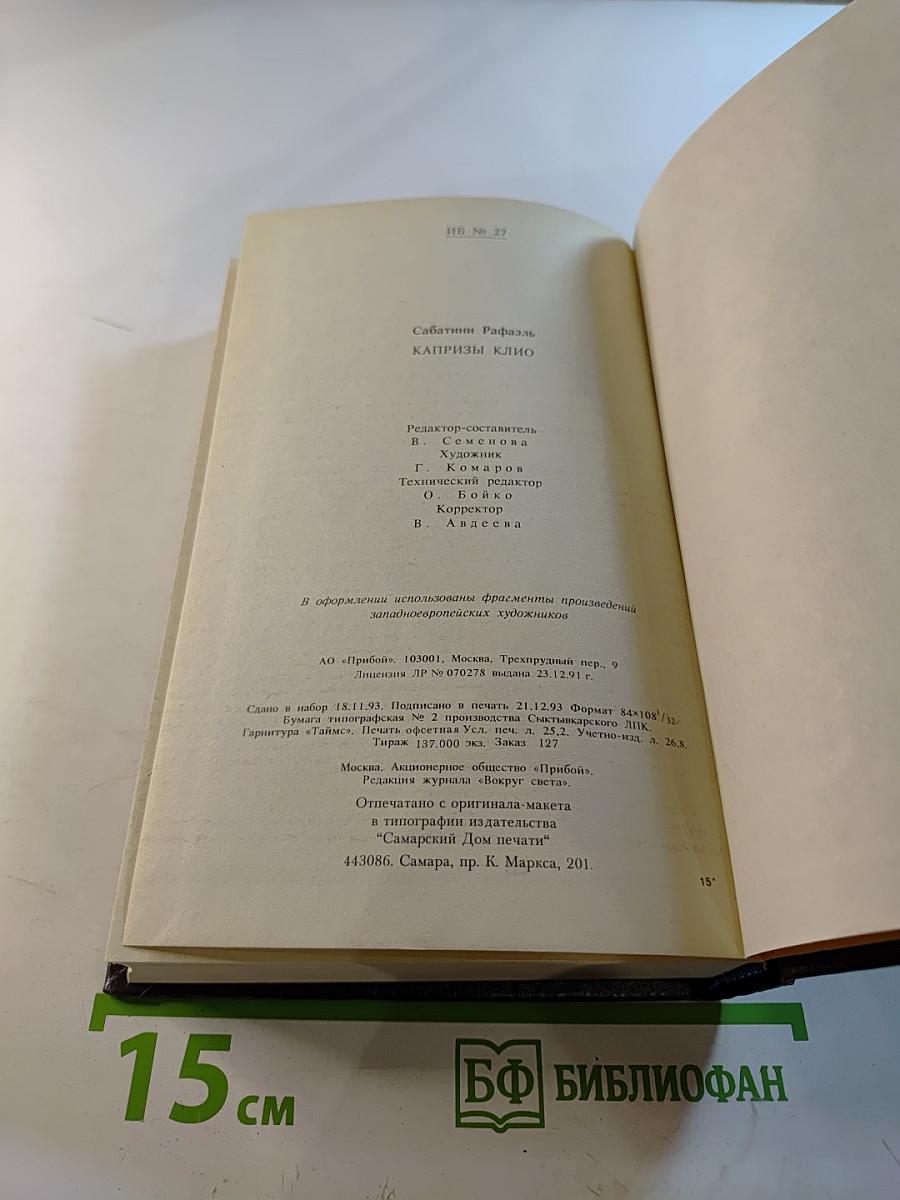 ИБ № 27
Сабатини Рафаэль
КАПРИЗЫ КЛИО
Редактор-составитель
В. Семенова
Художник
Г. Комаров
Технический редактор
О. Бойко
Корректор
В. Авдеева
В оформлении использованы фрагменты произведений
западноевропейских художников
АО «Прибой». 103001, Москва, Трехпрудный пер., 9
Лицензия ЛР № 070278 выдана 23.12.91 г.
Сдано в набор 18.11.93. Подписано в печать 21.12.93 Формат 84×108¹/32.
Бумага типографская № 2 производства Сыктывкарского ЛПК.
Гарнитура «Таймс». Печать офсетная Усл. печ. л. 25,2. Учетно-изд. л. 26,8.
Тираж 137.000 экз. Заказ 127
Москва. Акционерное общество «Прибой».
Редакция журнала «Вокруг света».
Отпечатано с оригинала-макета
в типографии издательства
"Самарский Дом печати"
443086. Самара, пр. К. Маркса, 201.
15*
15 см
БФ БИБЛИОФАН